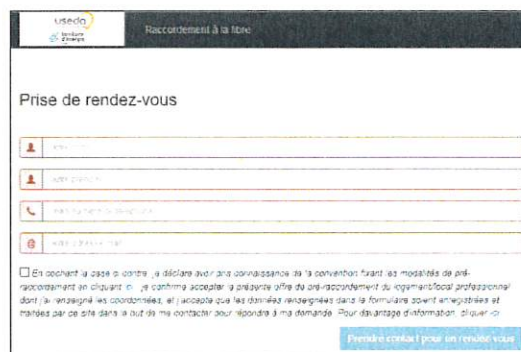 useda
territoire
d'énergie
Raccordement à la fibre
Prise de rendez-vous
En cochant la case ci-contre, je déclare avoir pris connaissance de la convention fixant les modalités de pré-
raccordement en cliquant ici, je confirme accepter la présente offre de pré-raccordement du logement/local professionnel
dont j'ai renseigné les coordonnées, et j'accepte que les données renseignées dans le formulaire soient enregistrées et
traitées par ce site dans le but de me contacter pour répondre à ma demande. Pour davantage d'information, cliquer ici
Prendre contact pour un rendez-vous